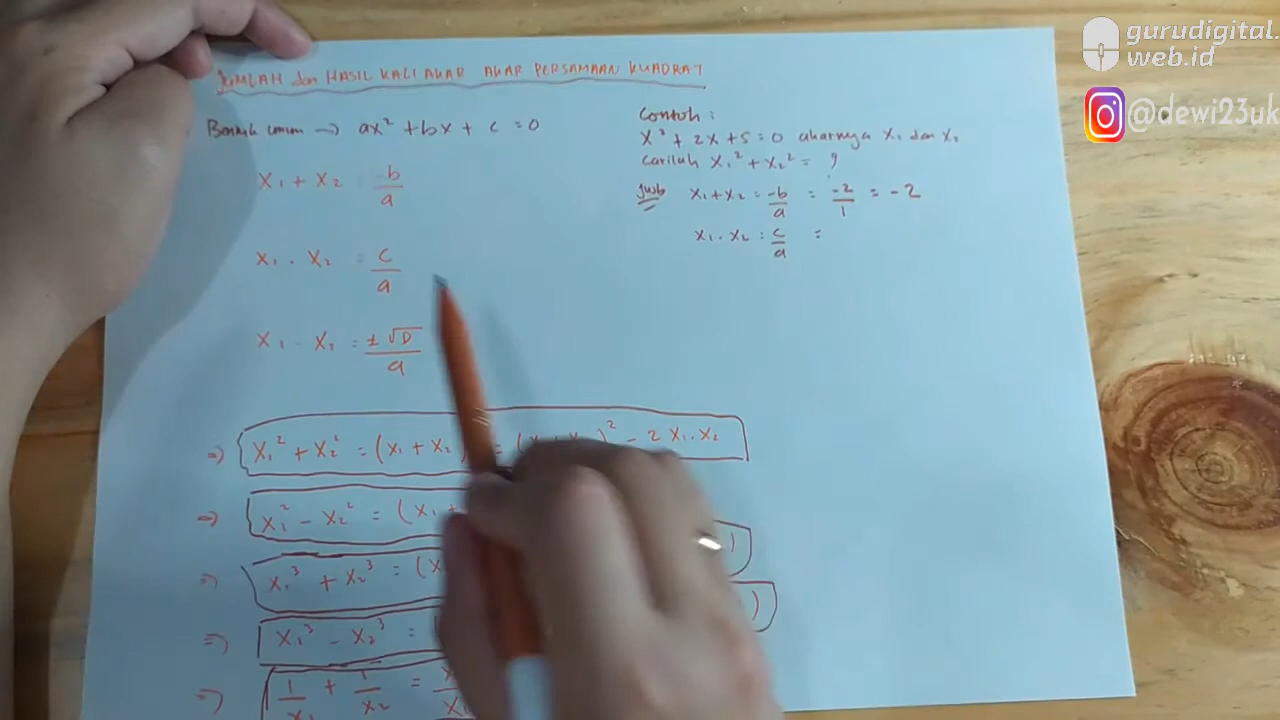 JUMLAH dan HASIL KALI AKAR AKAR PERSAMAAN KUADRAT
Bentuk umum → ax² + bx + c = 0
x₁ + x₂ = -b/a
x₁ . x₂ = c/a
x₁ - x₂ = ± √D/a
⇒ x₁² + x₂² = (x₁ + x₂) = (x₁ + x₂)² - 2 x₁.x₂
⇒ x₁² - x₂² = (x₁ +
⇒ x₁³ + x₂³ = (x )
⇒ x₁³ - x₂³ = )
⇒ 1/x₁ + 1/x₂ =
Contoh :
x² + 2x + 5 = 0 akarnya x₁ dan x₂
carilah x₁² + x₂² = ?
Jwb x₁ + x₂ = -b/a = -2/1 = -2
x₁ . x₂ = c/a =
gurudigital.
web.id
@dewi23uk